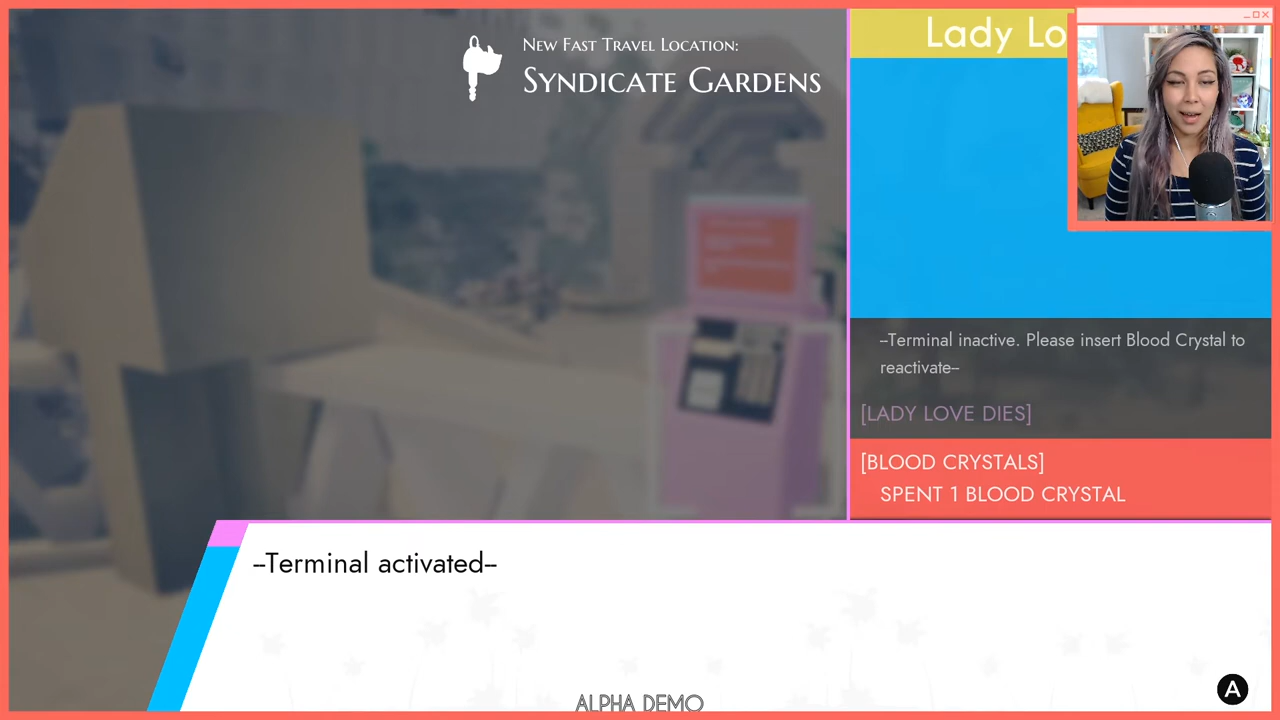 New Fast Travel Location:
Syndicate Gardens
Lady Lo
--Terminal inactive. Please insert Blood Crystal to
reactivate--
[LADY LOVE DIES]
[BLOOD CRYSTALS]
SPENT 1 BLOOD CRYSTAL
--Terminal activated--
ALPHA DEMO
A